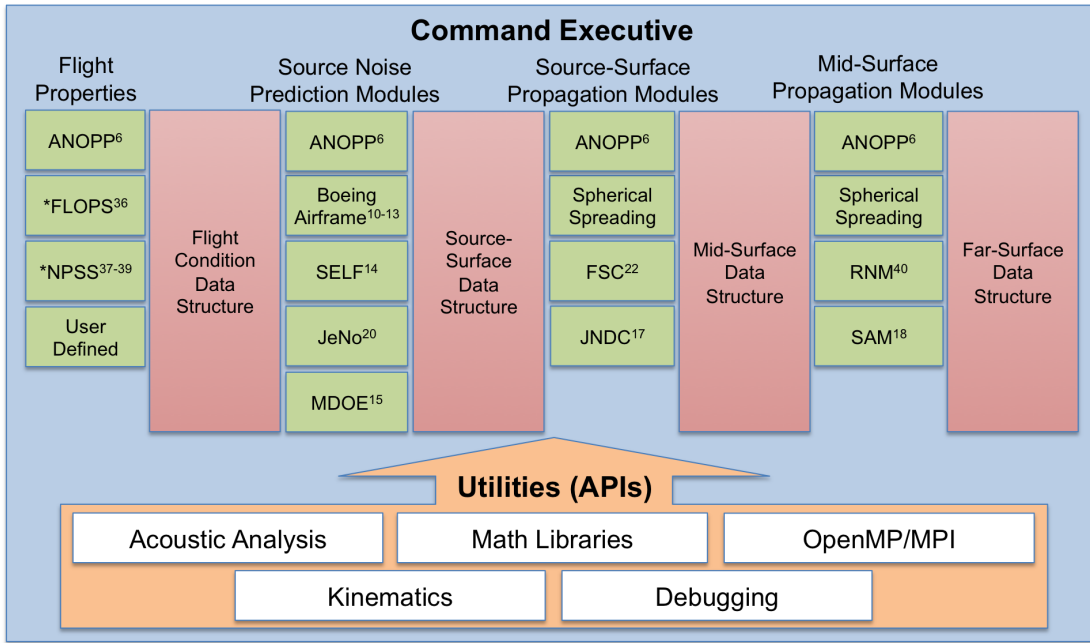 Command Executive
Flight
Properties
ANOPP⁶
*FLOPS³⁶
*NPSS³⁷⁻³⁹
User
Defined
Flight
Condition
Data
Structure
Source Noise
Prediction Modules
ANOPP⁶
Boeing
Airframe¹⁰⁻¹³
SELF¹⁴
JeNo²⁰
MDOE¹⁵
Source-
Surface
Data
Structure
Source-Surface
Propagation Modules
ANOPP⁶
Spherical
Spreading
FSC²²
JNDC¹⁷
Mid-Surface
Data
Structure
Mid-Surface
Propagation Modules
ANOPP⁶
Spherical
Spreading
RNM⁴⁰
SAM¹⁸
Far-Surface
Data
Structure
Utilities (APIs)
Acoustic Analysis
Math Libraries
OpenMP/MPI
Kinematics
Debugging